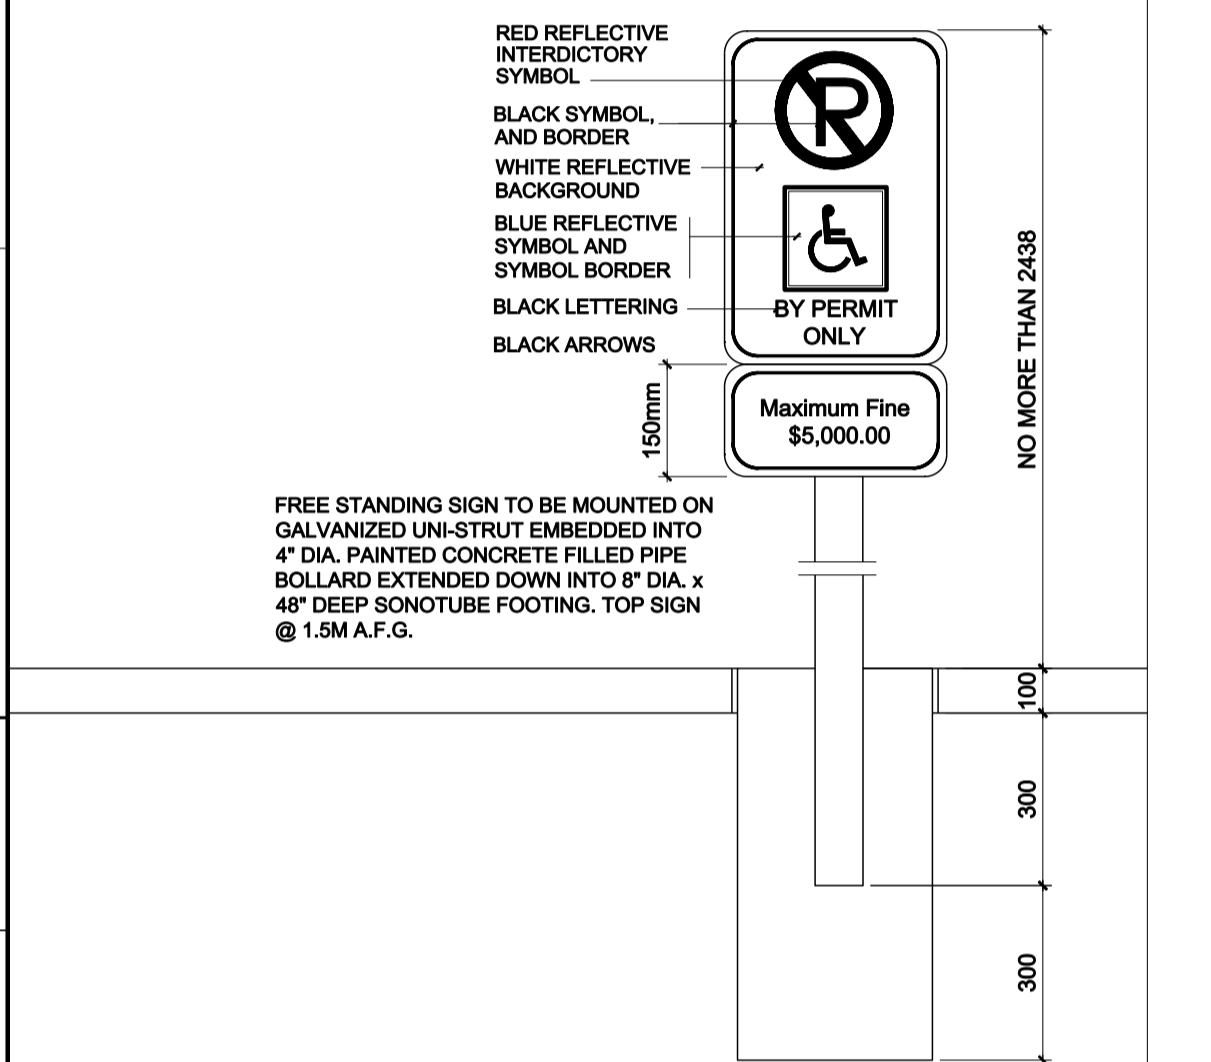 RED REFLECTIVE
INTERDICTORY
SYMBOL
BLACK SYMBOL,
AND BORDER
WHITE REFLECTIVE
BACKGROUND
BLUE REFLECTIVE
SYMBOL AND
SYMBOL BORDER
BLACK LETTERING
BLACK ARROWS
P
BY PERMIT
ONLY
150mm
Maximum Fine
$5,000.00
NO MORE THAN 2438
FREE STANDING SIGN TO BE MOUNTED ON
GALVANIZED UNI-STRUT EMBEDDED INTO
4" DIA. PAINTED CONCRETE FILLED PIPE
BOLLARD EXTENDED DOWN INTO 8" DIA. x
48" DEEP SONOTUBE FOOTING. TOP SIGN
@ 1.5M A.F.G.
100
300
300